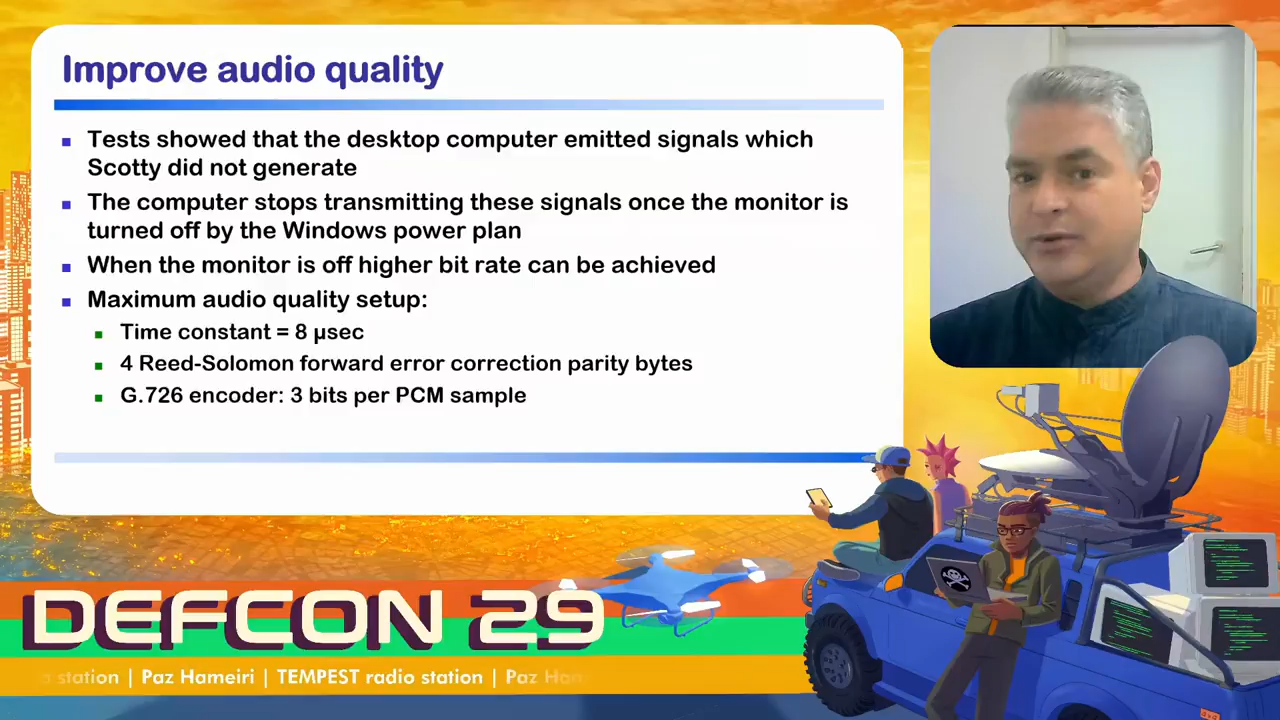 Improve audio quality
▪ Tests showed that the desktop computer emitted signals which
Scotty did not generate
▪ The computer stops transmitting these signals once the monitor is
turned off by the Windows power plan
▪ When the monitor is off higher bit rate can be achieved
▪ Maximum audio quality setup:
▪ Time constant = 8 µsec
▪ 4 Reed-Solomon forward error correction parity bytes
▪ G.726 encoder: 3 bits per PCM sample
DEFCON 29
station | Paz Hameiri | TEMPEST radio station | Paz